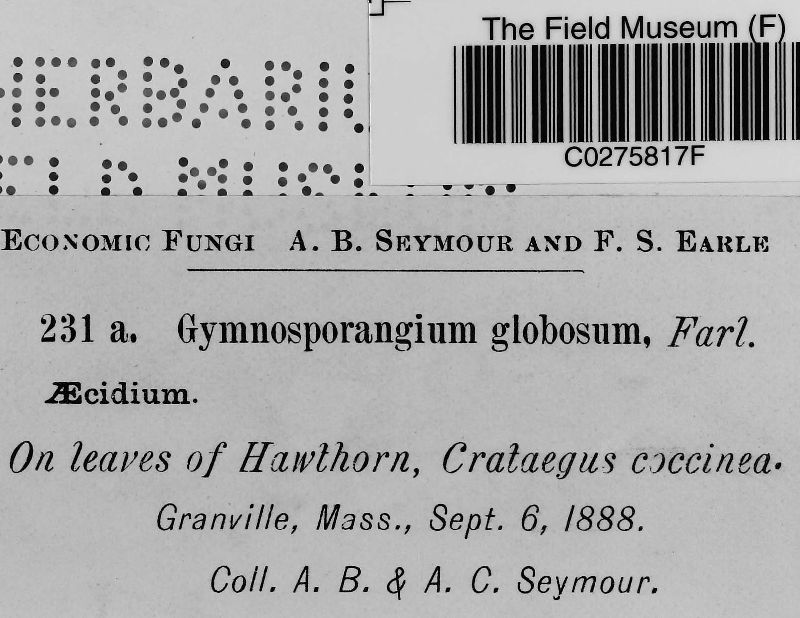 The Field Museum (F)
C0275817F
ECONOMIC FUNGI A. B. SEYMOUR AND F. S. EARLE
231 a. Gymnosporangium globosum, Farl.
Æcidium.
On leaves of Hawthorn, Crataegus coccinea.
Granville, Mass., Sept. 6, 1888.
Coll. A. B. & A. C. Seymour.